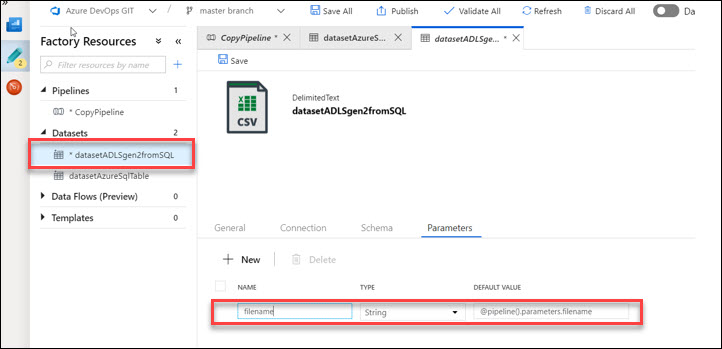 »
Azure DevOps GIT
master branch
Save All
Publish
Validate All
Refresh
Discard All
Da
Factory Resources
«
Filter resources by name
+
Pipelines 1
* CopyPipeline
Datasets 2
* datasetADLSgen2fromSQL
datasetAzureSqlTable
Data Flows (Preview) 0
Templates 0
2
CopyPipeline *
datasetAzureS...
datasetADLSge... *
Save
CSV
DelimitedText
datasetADLSgen2fromSQL
General Connection Schema Parameters
+ New Delete
NAME TYPE DEFAULT VALUE
filename String @pipeline().parameters.filename